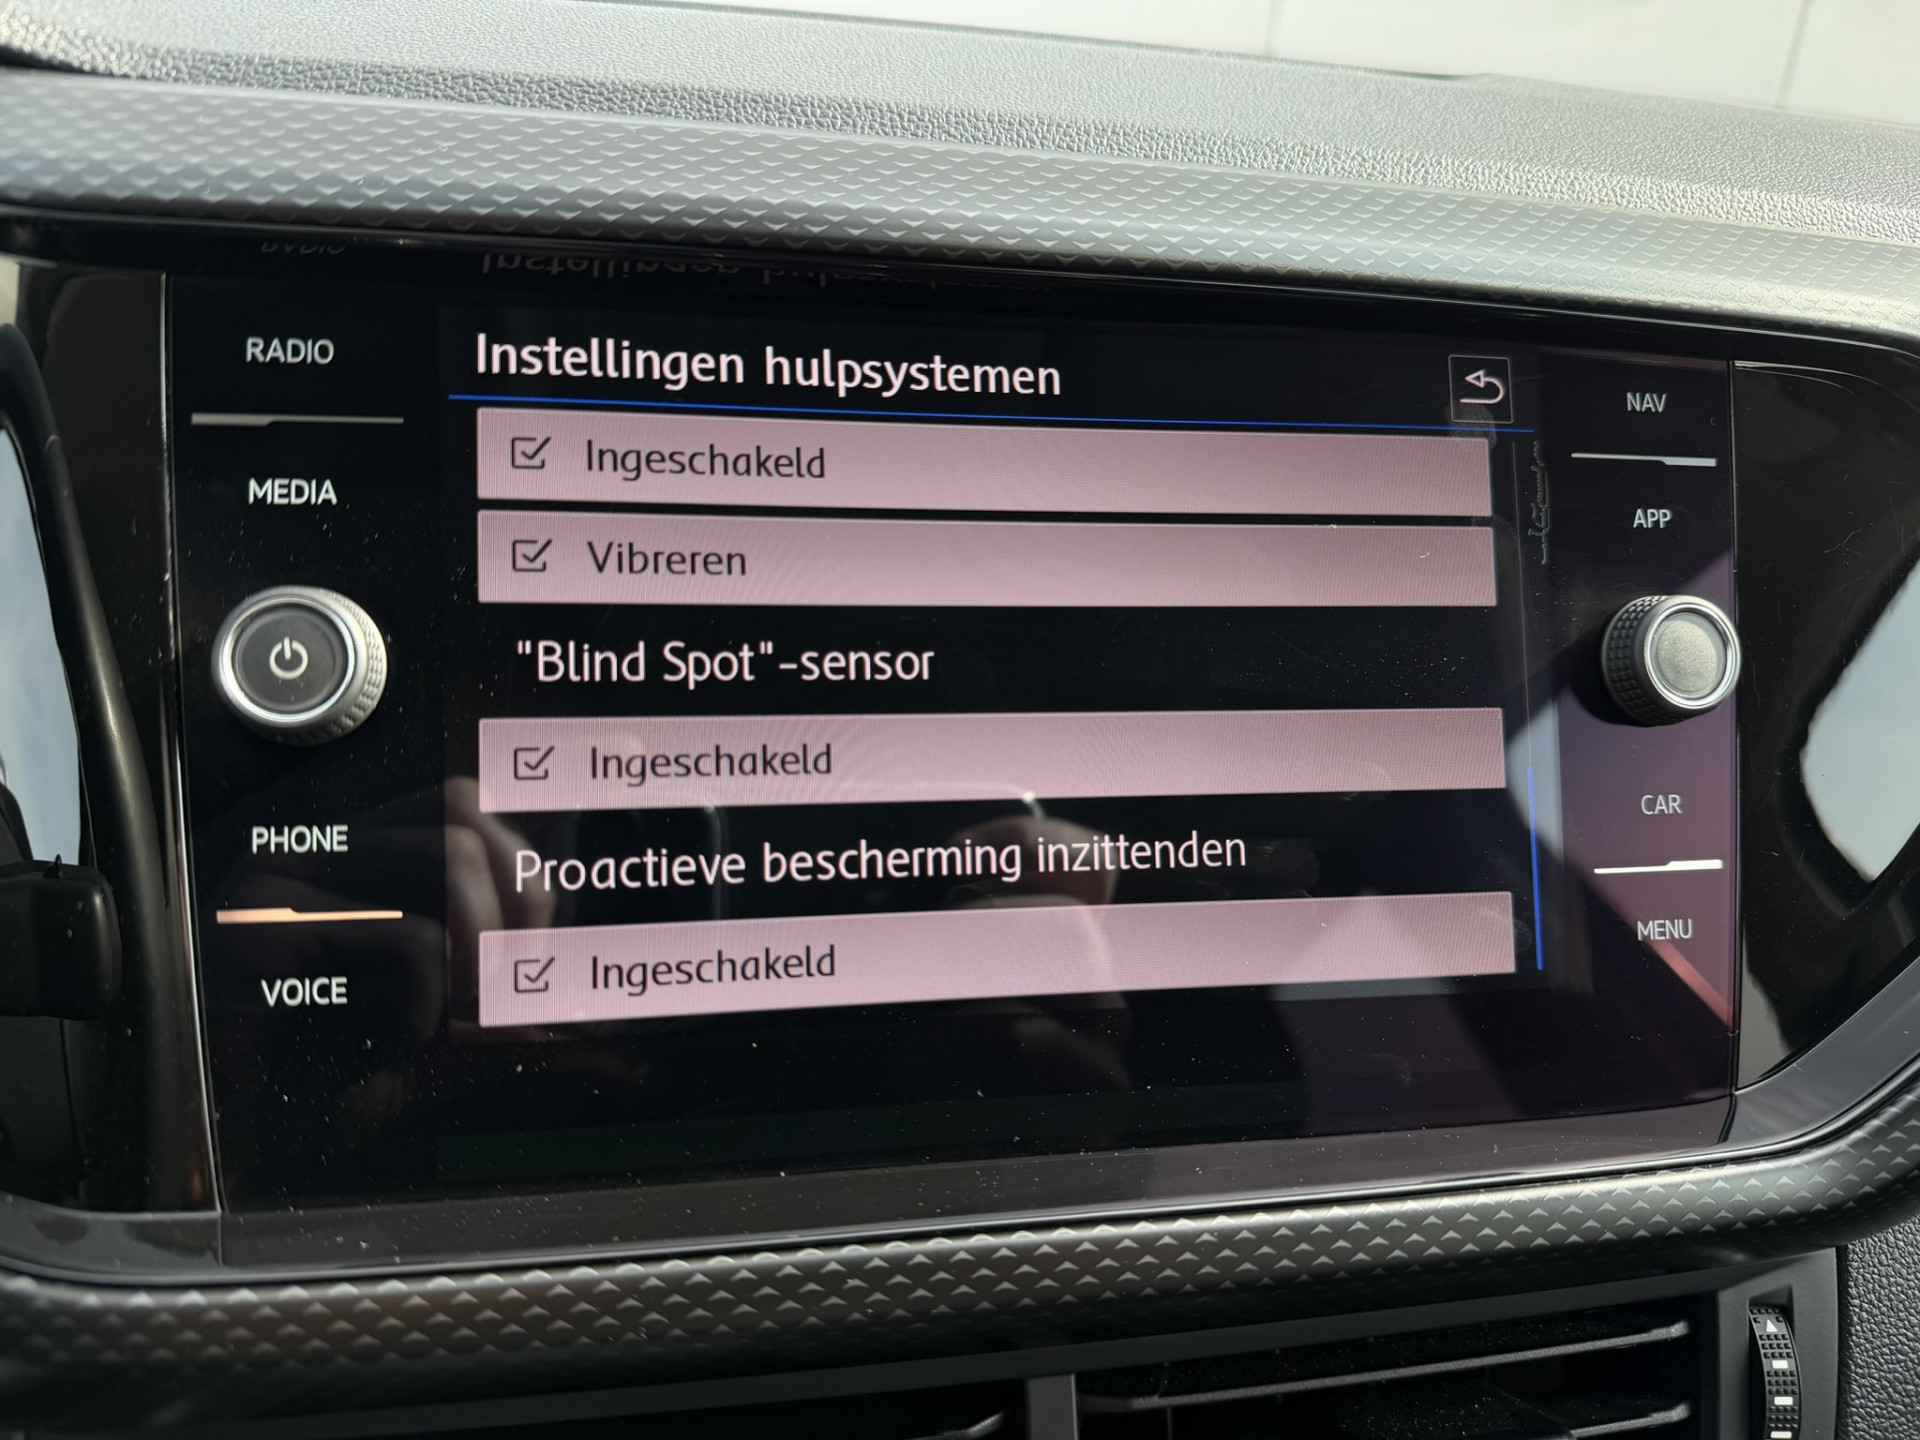 RADIO
MEDIA
PHONE
VOICE
Instellingen hulpsystemen
Ingeschakeld
Vibreren
"Blind Spot"-sensor
Ingeschakeld
Proactieve bescherming inzittenden
Ingeschakeld
NAV
APP
CAR
MENU